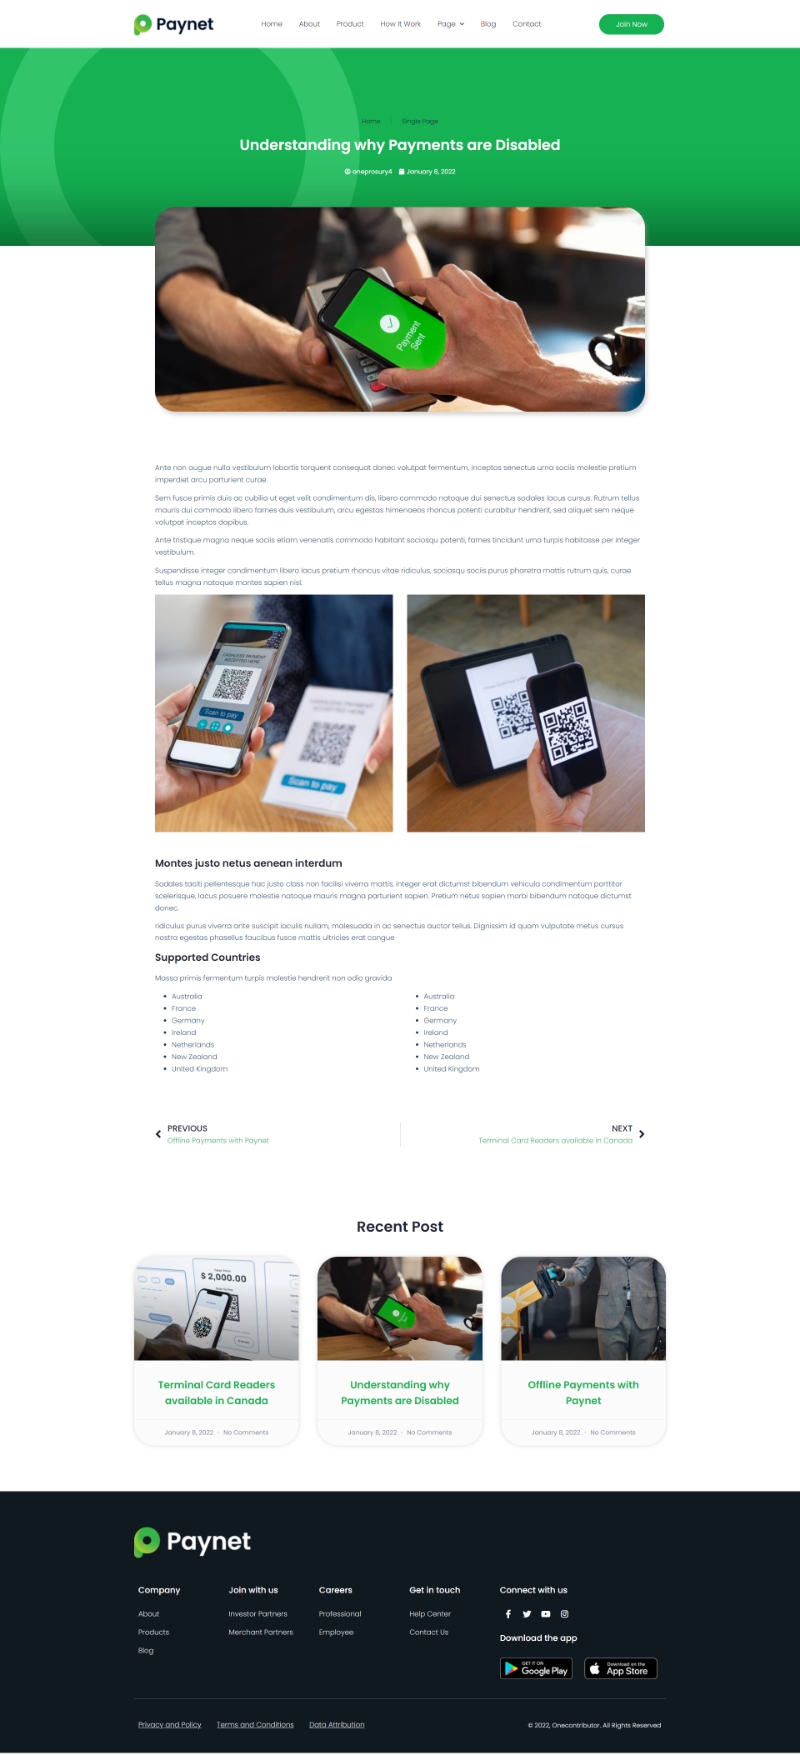 Paynet
Home About Product How It Work Page Blog Contact
Join Now
Home Single Page
Understanding why Payments are Disabled
oneprosury4 January 8, 2022
Payment
Sent
Ante non augue nulla vestibulum lobortis torquent consequat donec volutpat fermentum, inceptos senectus urna sociis molestie pretium
imperdiet arcu parturient curae.
Sem fusce primis duis ac cubilia ut eget velit condimentum dis, libero commodo natoque dui senectus sodales lacus cursus. Rutrum tellus
mauris dui commodo libero fames duis vestibulum, arcu egestas himenaeos rhoncus potenti curabitur hendrerit, sed aliquet sem neque
volutpat inceptos dapibus.
Ante tristique magna neque sociis etiam venenatis commodo habitant sociosqu potenti, fames tincidunt urna turpis habitasse per integer
vestibulum.
Suspendisse integer condimentum libero lacus pretium rhoncus vitae ridiculus, sociosqu sociis purus pharetra mattis rutrum quis, curae
tellus magna natoque montes sapien nisl.
CASHLESS PAYMENT
ACCEPTED HERE
Scan to pay
CASHLESS PAYMENT
ACCEPTED HERE
Scan to pay
Montes justo netus aenean interdum
Sodales taciti pellentesque hac justo class non facilisi viverra mattis, integer erat dictumst bibendum vehicula condimentum porttitor
scelerisque, lacus posuere molestie natoque mauris magna parturient sapien. Pretium netus sapien morbi bibendum natoque dictumst
donec.
ridiculus purus viverra ante suscipit iaculis nullam, malesuada in ac senectus auctor tellus. Dignissim id quam vulputate metus cursus
nostra egestas phasellus faucibus fusce mattis ultricies erat congue
Supported Countries
Massa primis fermentum turpis molestie hendrerit non odio gravida
Australia
France
Germany
Ireland
Netherlands
New Zealand
United Kingdom
Australia
France
Germany
Ireland
Netherlands
New Zealand
United Kingdom
PREVIOUS
Offline Payments with Paynet
NEXT
Terminal Card Readers available in Canada
Recent Post
$ 2,000.00
Terminal Card Readers
available in Canada
January 8, 2022 · No Comments
Understanding why
Payments are Disabled
January 8, 2022 · No Comments
Offline Payments with
Paynet
January 8, 2022 · No Comments
Paynet
Company
About
Products
Blog
Join with us
Investor Partners
Merchant Partners
Careers
Professional
Employee
Get in touch
Help Center
Contact Us
Connect with us
Download the app
GET IT ON
Google Play
Download on the
App Store
Privacy and Policy Terms and Conditions Data Attribution
© 2022, Onecontributor. All Rights Reserved